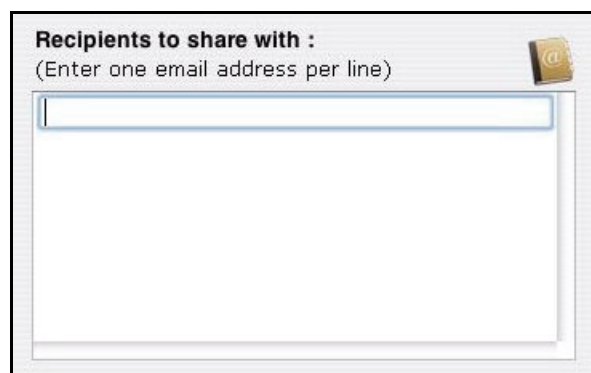 Recipients to share with :
(Enter one email address per line)
@